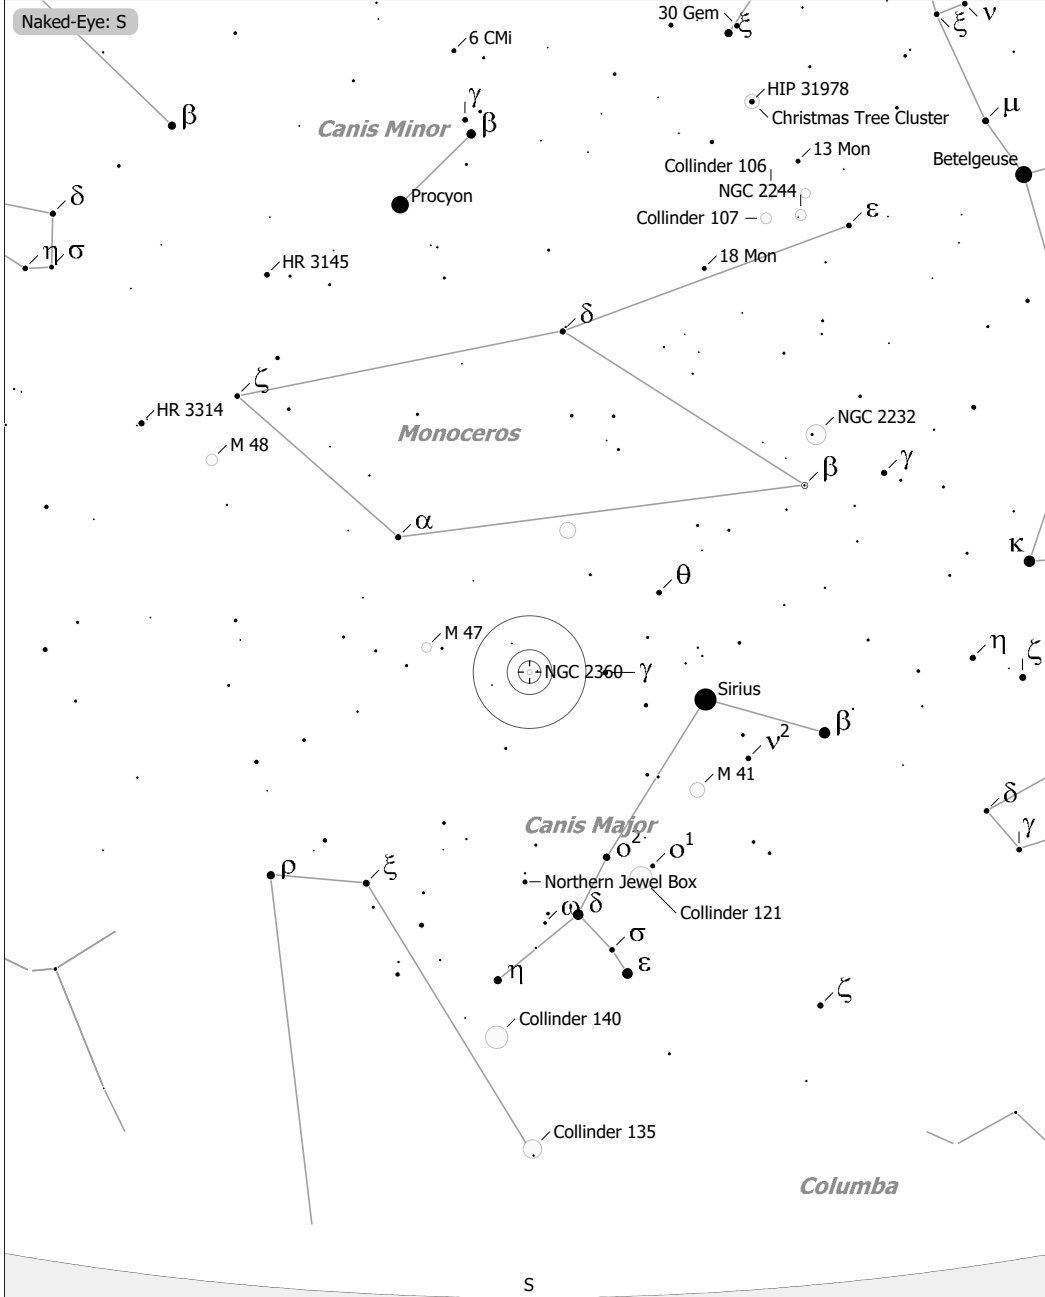 Naked-Eye: S
30 Gem
ξ
ξ
ν
6 CMi
HIP 31978
γ
μ
β
Christmas Tree Cluster
Canis Minor
β
13 Mon
Betelgeuse
Collinder 106
NGC 2244
δ
Procyon
ε
Collinder 107
η
σ
18 Mon
HR 3145
δ
ζ
HR 3314
NGC 2232
Monoceros
M 48
γ
β
α
κ
θ
M 47
η
ζ
NGC 2360
γ
Sirius
β
ν2
M 41
δ
Canis Major
γ
ο2
ο1
ρ
ξ
Northern Jewel Box
ω
δ
Collinder 121
σ
ε
η
ζ
Collinder 140
Collinder 135
Columba
S